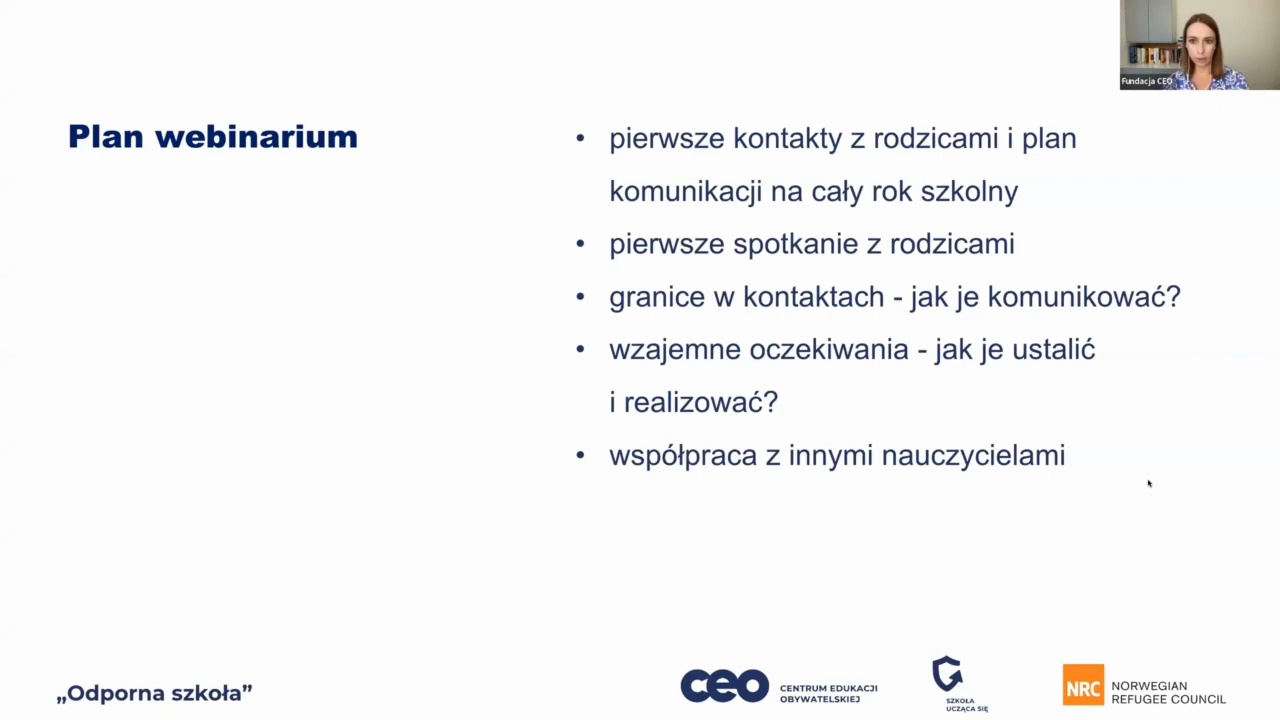 Fundacja CEO
Plan webinarium
• pierwsze kontakty z rodzicami i plan
komunikacji na cały rok szkolny
• pierwsze spotkanie z rodzicami
• granice w kontaktach - jak je komunikować?
• wzajemne oczekiwania - jak je ustalić
i realizować?
• współpraca z innymi nauczycielami
„Odporna szkoła”
ceo
CENTRUM EDUKACJI
OBYWATELSKIEJ
SZKOŁA
UCZĄCA SIĘ
NRC
NORWEGIAN
REFUGEE COUNCIL